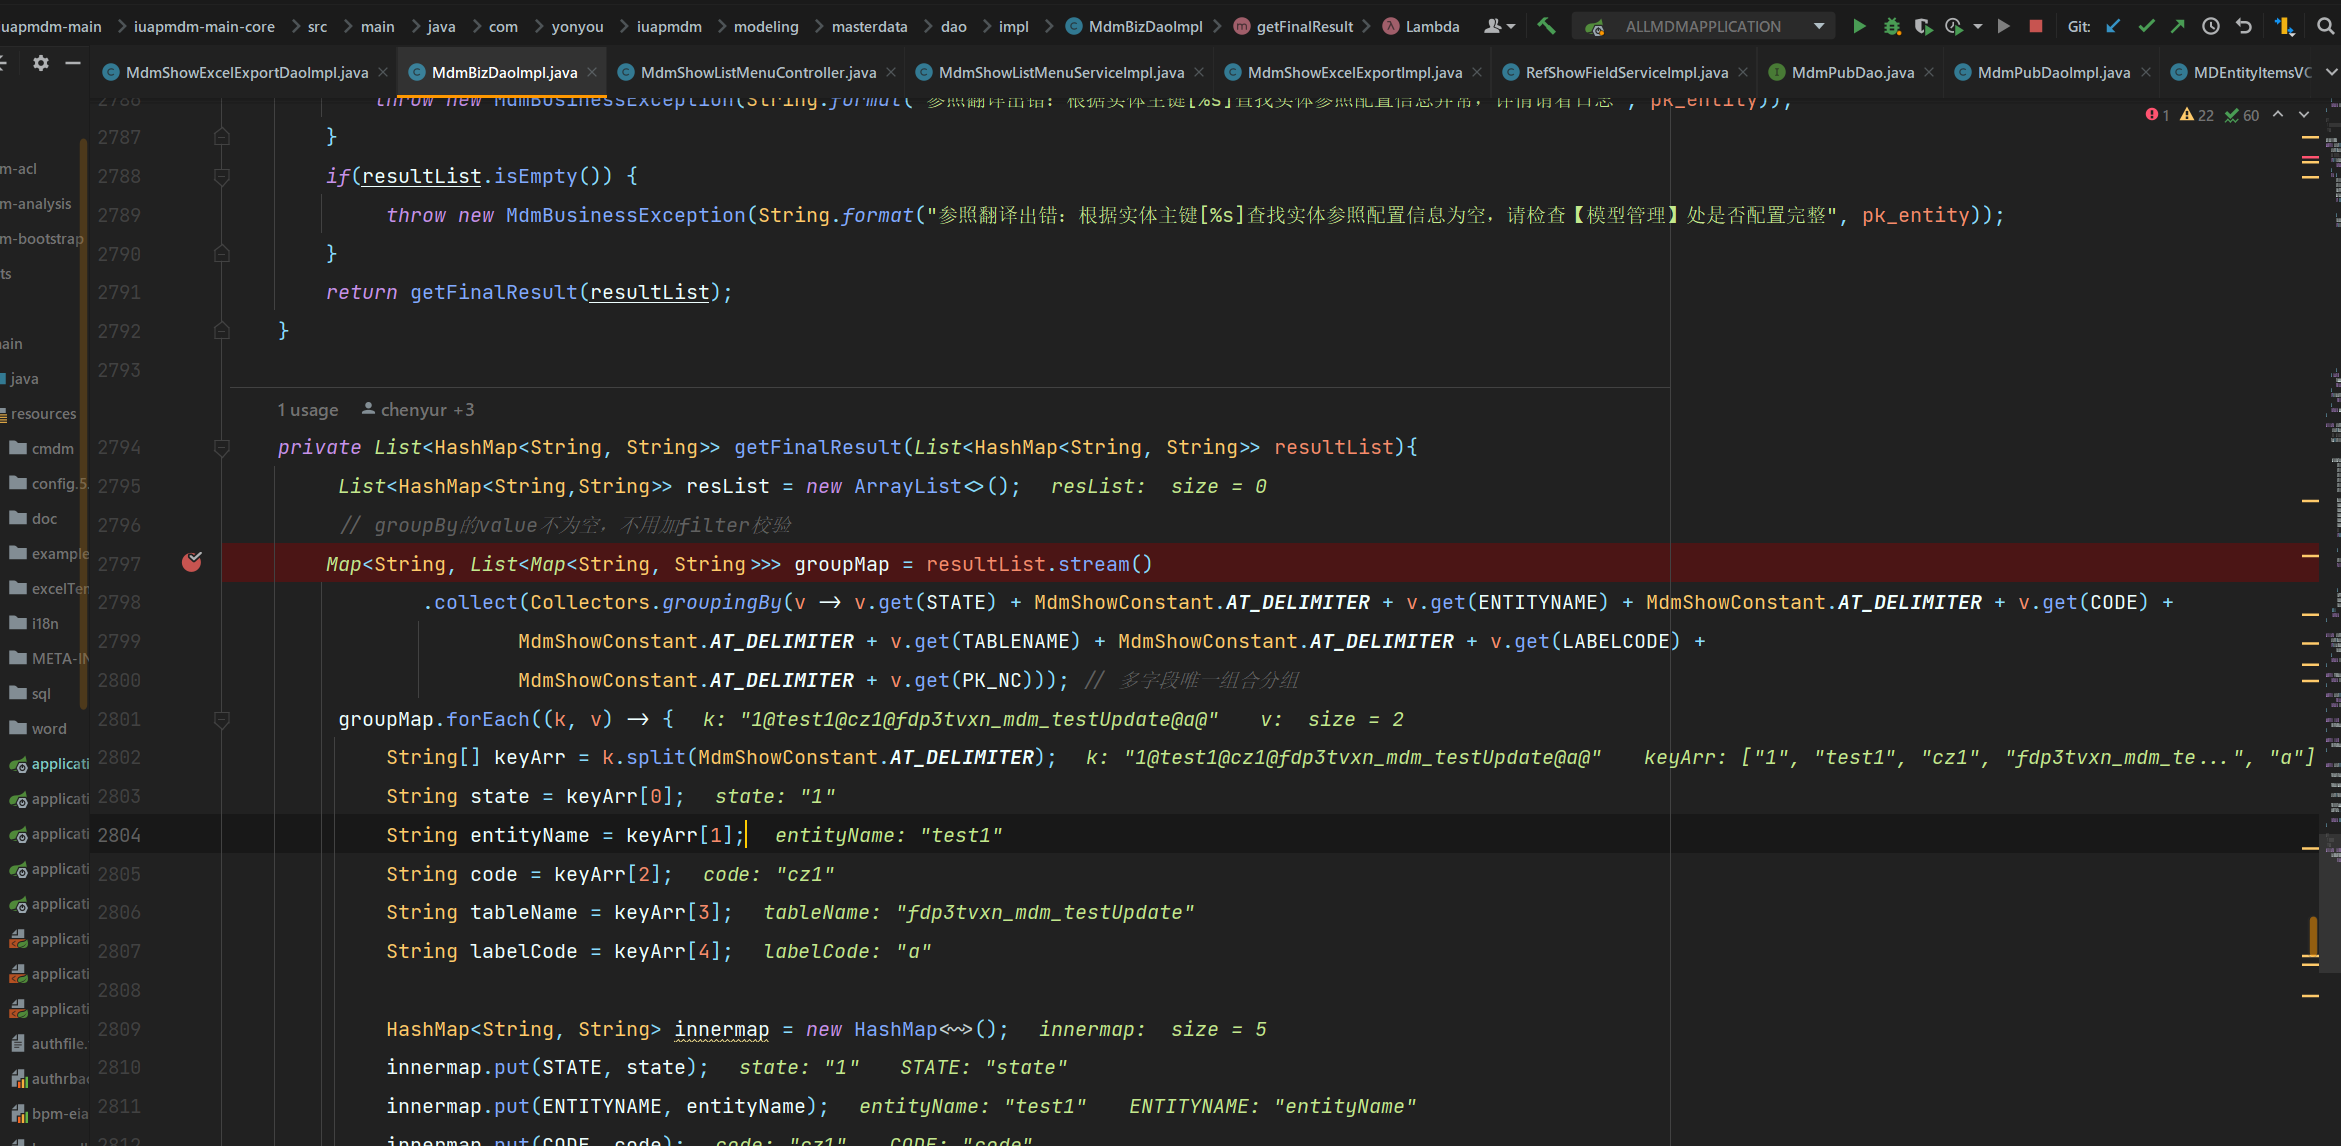 iuapmdm-main > iuapmdm-main-core > src > main > java > com > yonyou > iuapmdm > modeling > masterdata > dao > impl > MdmBizDaoImpl > getFinalResult > Lambda
ALLMDMAPPLICATION
Git:
MdmShowExcelExportDaoImpl.java
MdmBizDaoImpl.java
MdmShowListMenuController.java
MdmShowListMenuServiceImpl.java
MdmShowExcelExportImpl.java
RefShowFieldServiceImpl.java
MdmPubDao.java
MdmPubDaoImpl.java
MDEntityItemsVC
1 22 60
m-acl
m-analysis
m-bootstrap
ts
ain
java
resources
cmdm
config.5.
doc
example
excelTer
i18n
META-IN
sql
word
applicati
applicati
applicati
applicati
applicati
applicati
applicati
applicati
authfile.
authrbac
bpm-eia
2786 throw new MdmBusinessException(String.format("参照翻译出错：根据实体主键[%s]查找实体参照配置信息异常，详情请看日志", pk_entity));
2787 }
2788 if(resultList.isEmpty()) {
2789 throw new MdmBusinessException(String.format("参照翻译出错：根据实体主键[%s]查找实体参照配置信息为空，请检查【模型管理】处是否配置完整", pk_entity));
2790 }
2791 return getFinalResult(resultList);
2792 }
2793
1 usage chenyur +3
2794 private List<HashMap<String, String>> getFinalResult(List<HashMap<String, String>> resultList){
2795 List<HashMap<String,String>> resList = new ArrayList<>(); resList: size = 0
2796 // groupBy的value不为空，不用加filter校验
2797 Map<String, List<Map<String, String>>> groupMap = resultList.stream()
2798 .collect(Collectors.groupingBy(v -> v.get(STATE) + MdmShowConstant.AT_DELIMITER + v.get(ENTITYNAME) + MdmShowConstant.AT_DELIMITER + v.get(CODE) +
2799 MdmShowConstant.AT_DELIMITER + v.get(TABLENAME) + MdmShowConstant.AT_DELIMITER + v.get(LABELCODE) +
2800 MdmShowConstant.AT_DELIMITER + v.get(PK_NC))); // 多字段唯一组合分组
2801 groupMap.forEach((k, v) -> { k: "1@test1@cz1@fdp3tvxn_mdm_testUpdate@a@" v: size = 2
2802 String[] keyArr = k.split(MdmShowConstant.AT_DELIMITER); k: "1@test1@cz1@fdp3tvxn_mdm_testUpdate@a@" keyArr: ["1", "test1", "cz1", "fdp3tvxn_mdm_te...", "a"]
2803 String state = keyArr[0]; state: "1"
2804 String entityName = keyArr[1]; entityName: "test1"
2805 String code = keyArr[2]; code: "cz1"
2806 String tableName = keyArr[3]; tableName: "fdp3tvxn_mdm_testUpdate"
2807 String labelCode = keyArr[4]; labelCode: "a"
2808
2809 HashMap<String, String> innermap = new HashMap<~>(); innermap: size = 5
2810 innermap.put(STATE, state); state: "1" STATE: "state"
2811 innermap.put(ENTITYNAME, entityName); entityName: "test1" ENTITYNAME: "entityName"
2812 innermap.put(CODE, code); code: "cz1" CODE: "code"